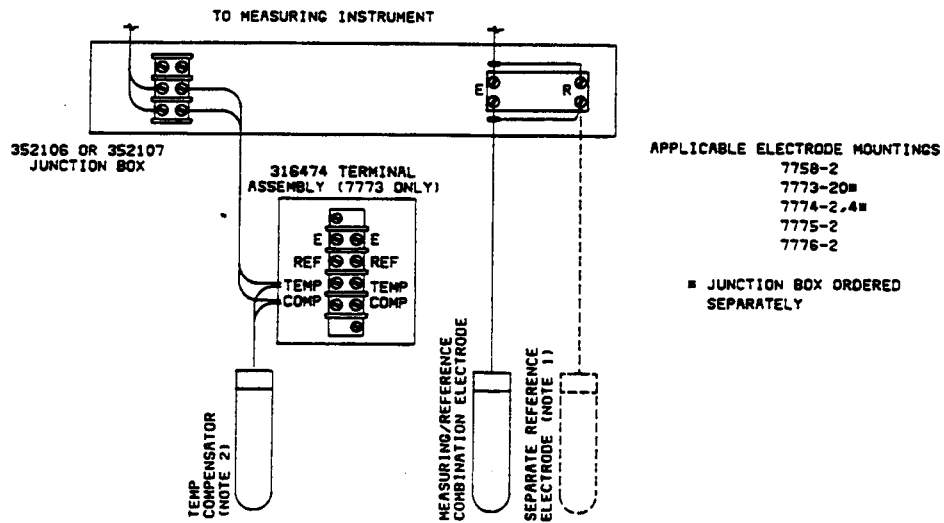 TO MEASURING INSTRUMENT
E R
352106 OR 352107
JUNCTION BOX
316474 TERMINAL
ASSEMBLY (7773 ONLY)
E E
REF REF
TEMP TEMP
COMP COMP
APPLICABLE ELECTRODE MOUNTINGS
7758-2
7773-20*
7774-2,4*
7775-2
7776-2
* JUNCTION BOX ORDERED
SEPARATELY
TEMP
COMPENSATOR
(NOTE 2)
MEASURING/REFERENCE
COMBINATION ELECTRODE
SEPARATE REFERENCE
ELECTRODE (NOTE 1)